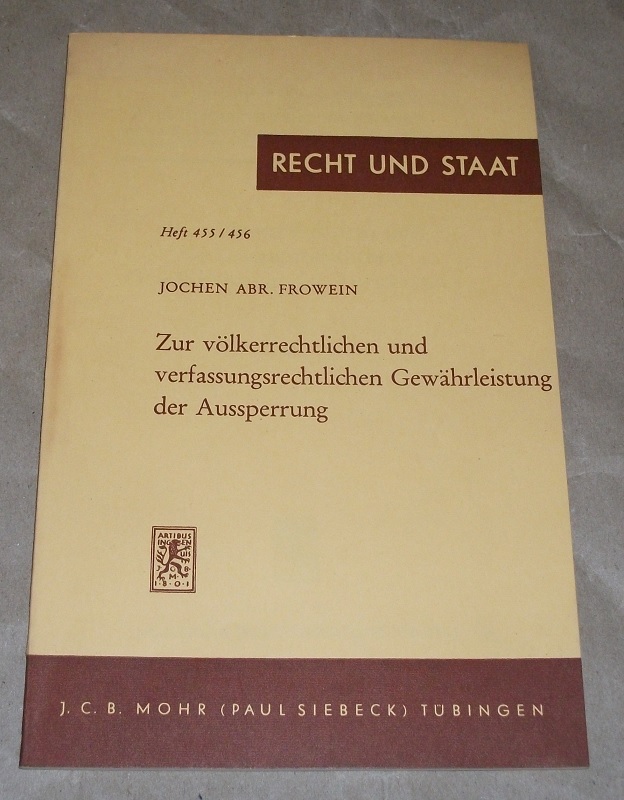 RECHT UND STAAT
Heft 455 / 456
JOCHEN ABR. FROWEIN
Zur völkerrechtlichen und
verfassungsrechtlichen Gewährleistung
der Aussperrung
ARTIBUS
J. C. B. MOHR (PAUL SIEBECK) TÜBINGEN